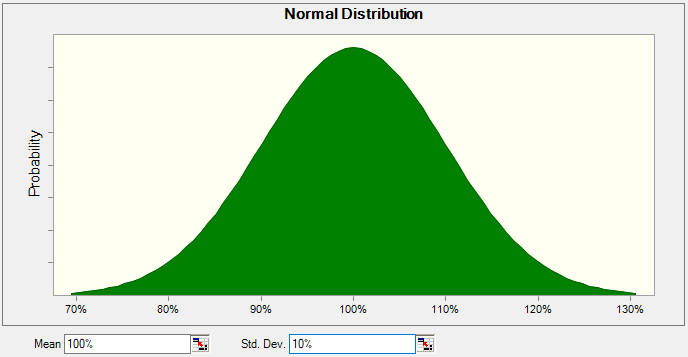 Normal Distribution
Probability
70% 80% 90% 100% 110% 120% 130%
Mean 100% Std. Dev. 10%